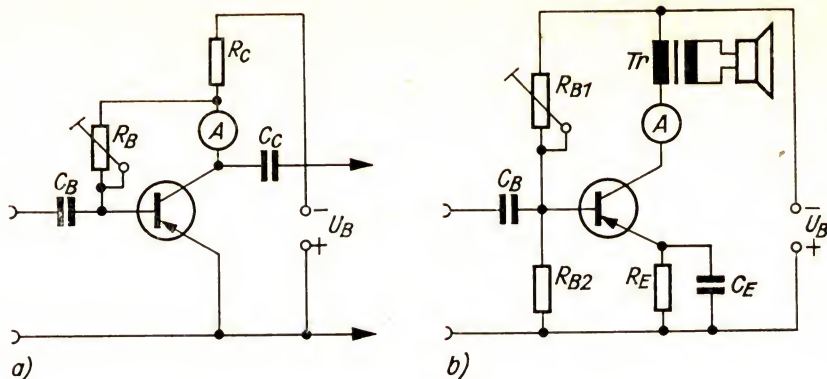 R_C
R_B
A
C_C
C_B
−
U_B
+
a)
Tr
R_B1
A
C_B
−
U_B
+
R_B2
R_E
C_E
b)